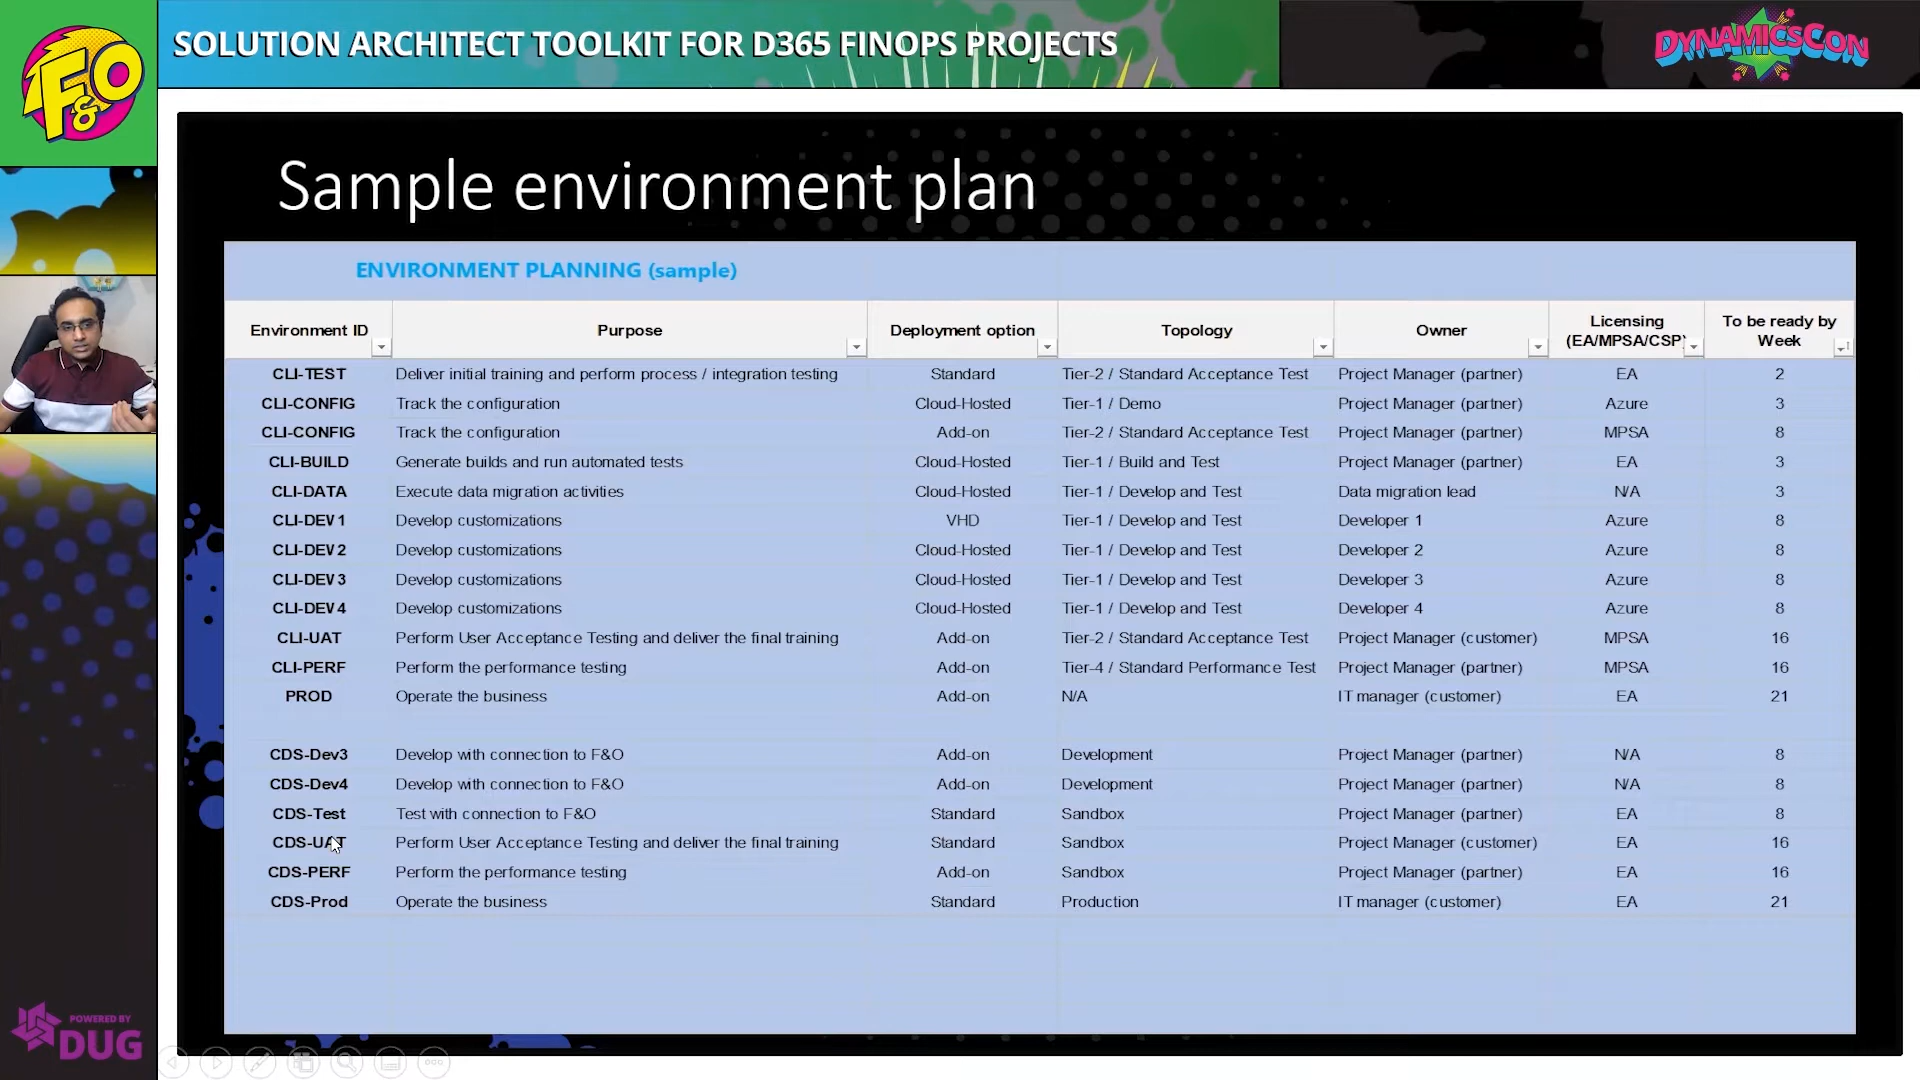 F&O
SOLUTION ARCHITECT TOOLKIT FOR D365 FINOPS PROJECTS
DYNAMICSCON
Sample environment plan
ENVIRONMENT PLANNING (sample)
Environment ID Purpose Deployment option Topology Owner Licensing (EA/MPSA/CSP) To be ready by Week
CLI-TEST Deliver initial training and perform process / integration testing Standard Tier-2 / Standard Acceptance Test Project Manager (partner) EA 2
CLI-CONFIG Track the configuration Cloud-Hosted Tier-1 / Demo Project Manager (partner) Azure 3
CLI-CONFIG Track the configuration Add-on Tier-2 / Standard Acceptance Test Project Manager (partner) MPSA 8
CLI-BUILD Generate builds and run automated tests Cloud-Hosted Tier-1 / Build and Test Project Manager (partner) EA 3
CLI-DATA Execute data migration activities Cloud-Hosted Tier-1 / Develop and Test Data migration lead N/A 3
CLI-DEV1 Develop customizations VHD Tier-1 / Develop and Test Developer 1 Azure 8
CLI-DEV2 Develop customizations Cloud-Hosted Tier-1 / Develop and Test Developer 2 Azure 8
CLI-DEV3 Develop customizations Cloud-Hosted Tier-1 / Develop and Test Developer 3 Azure 8
CLI-DEV4 Develop customizations Cloud-Hosted Tier-1 / Develop and Test Developer 4 Azure 8
CLI-UAT Perform User Acceptance Testing and deliver the final training Add-on Tier-2 / Standard Acceptance Test Project Manager (customer) MPSA 16
CLI-PERF Perform the performance testing Add-on Tier-4 / Standard Performance Test Project Manager (partner) MPSA 16
PROD Operate the business Add-on N/A IT manager (customer) EA 21
CDS-Dev3 Develop with connection to F&O Add-on Development Project Manager (partner) N/A 8
CDS-Dev4 Develop with connection to F&O Add-on Development Project Manager (partner) N/A 8
CDS-Test Test with connection to F&O Standard Sandbox Project Manager (partner) EA 8
CDS-UAT Perform User Acceptance Testing and deliver the final training Standard Sandbox Project Manager (customer) EA 16
CDS-PERF Perform the performance testing Add-on Sandbox Project Manager (partner) EA 16
CDS-Prod Operate the business Standard Production IT manager (customer) EA 21
POWERED BY
DUG